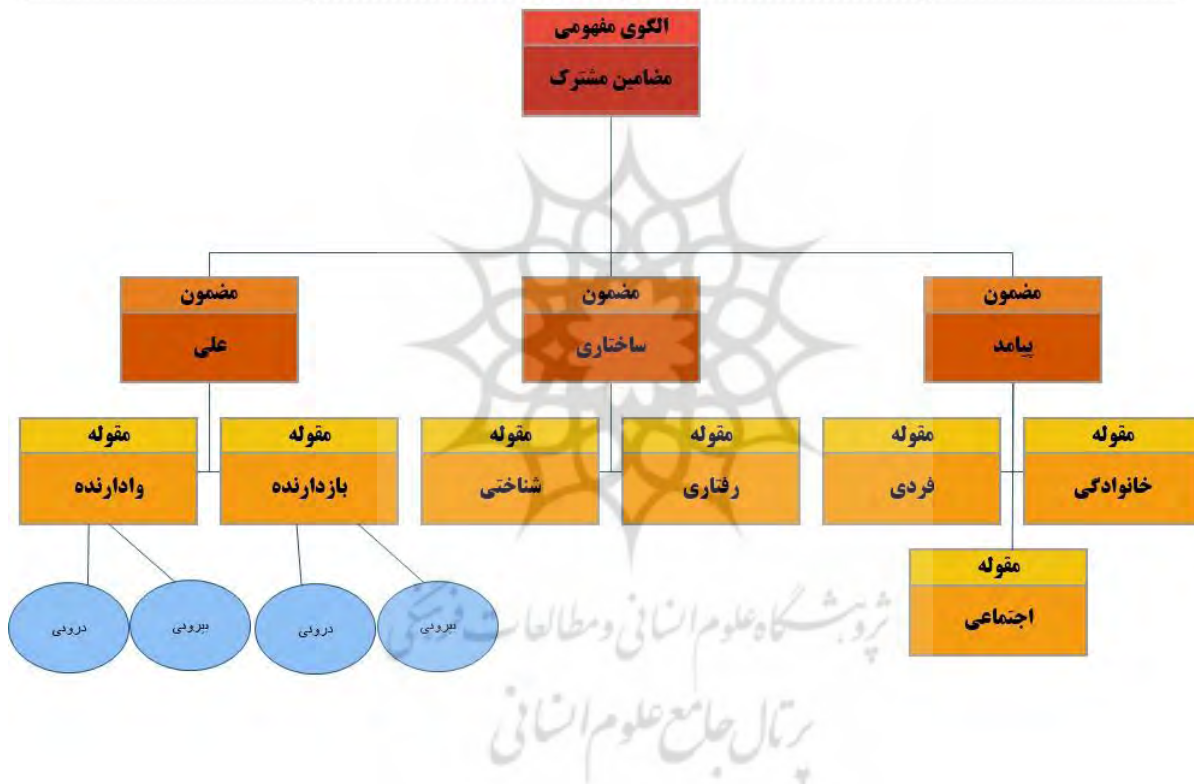 الگوی مفهومی
مضامین مشترک
مضمون
پیامد
مضمون
ساختاری
مضمون
علی
مقوله
خانوادگی
مقوله
فردی
مقوله
رفتاری
مقوله
شناختی
مقوله
بازدارنده
مقوله
وادارنده
مقوله
اجتماعی
بیرونی
درونی
بیرونی
درونی
پژوهشگاه علوم انسانی و مطالعات فرهنگی
پرتال جامع علوم انسانی